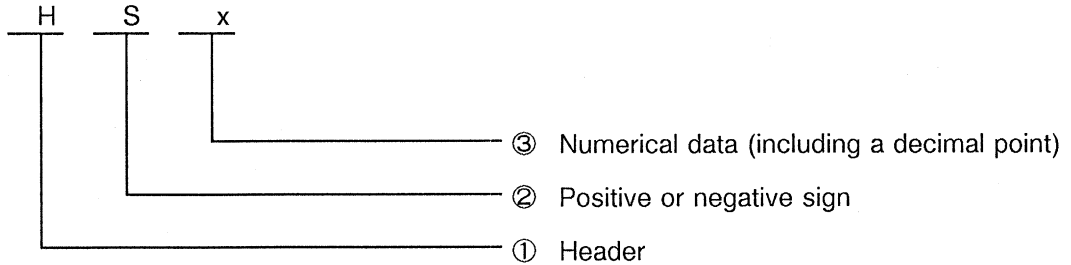 H S x
③ Numerical data (including a decimal point)
② Positive or negative sign
① Header